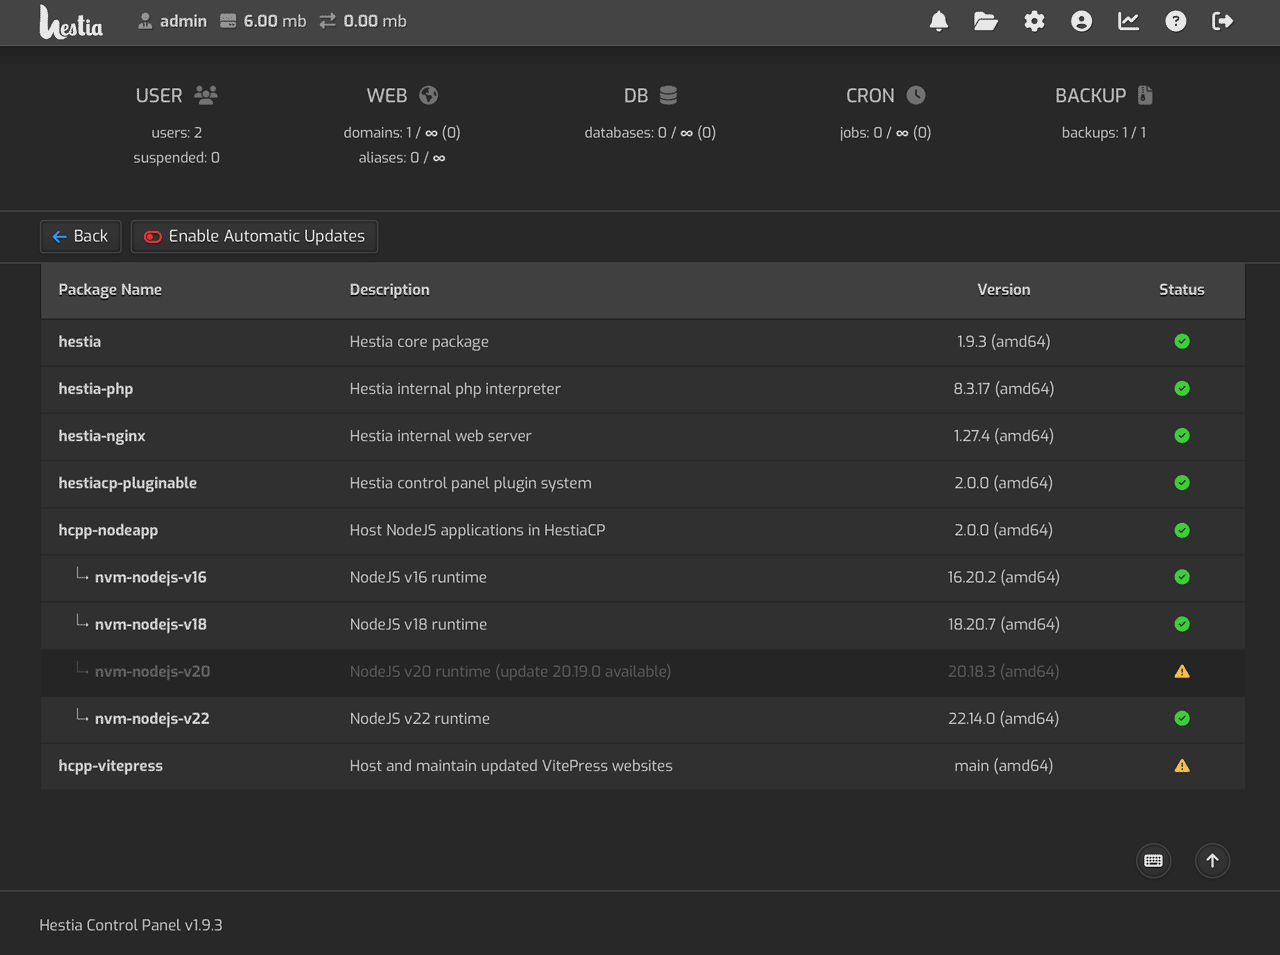 Hestia admin 6.00 mb 0.00 mb
USER WEB DB CRON BACKUP
users: 2 domains: 1 / ∞ (0) databases: 0 / ∞ (0) jobs: 0 / ∞ (0) backups: 1 / 1
suspended: 0 aliases: 0 / ∞
Back Enable Automatic Updates
Package Name Description Version Status
hestia Hestia core package 1.9.3 (amd64)
hestia-php Hestia internal php interpreter 8.3.17 (amd64)
hestia-nginx Hestia internal web server 1.27.4 (amd64)
hestiacp-pluginable Hestia control panel plugin system 2.0.0 (amd64)
hcpp-nodeapp Host NodeJS applications in HestiaCP 2.0.0 (amd64)
nvm-nodejs-v16 NodeJS v16 runtime 16.20.2 (amd64)
nvm-nodejs-v18 NodeJS v18 runtime 18.20.7 (amd64)
nvm-nodejs-v20 NodeJS v20 runtime (update 20.19.0 available) 20.18.3 (amd64)
nvm-nodejs-v22 NodeJS v22 runtime 22.14.0 (amd64)
hcpp-vitepress Host and maintain updated VitePress websites main (amd64)
Hestia Control Panel v1.9.3